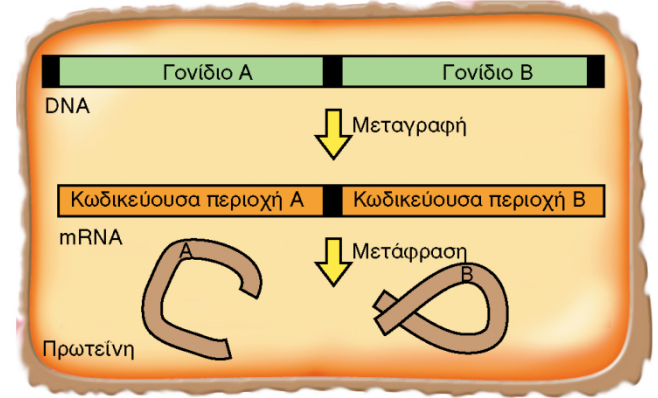 Γονίδιο Α Γονίδιο Β
DNA
Μεταγραφή
Κωδικεύουσα περιοχή Α Κωδικεύουσα περιοχή Β
mRNA
Μετάφραση
A
B
Πρωτεΐνη